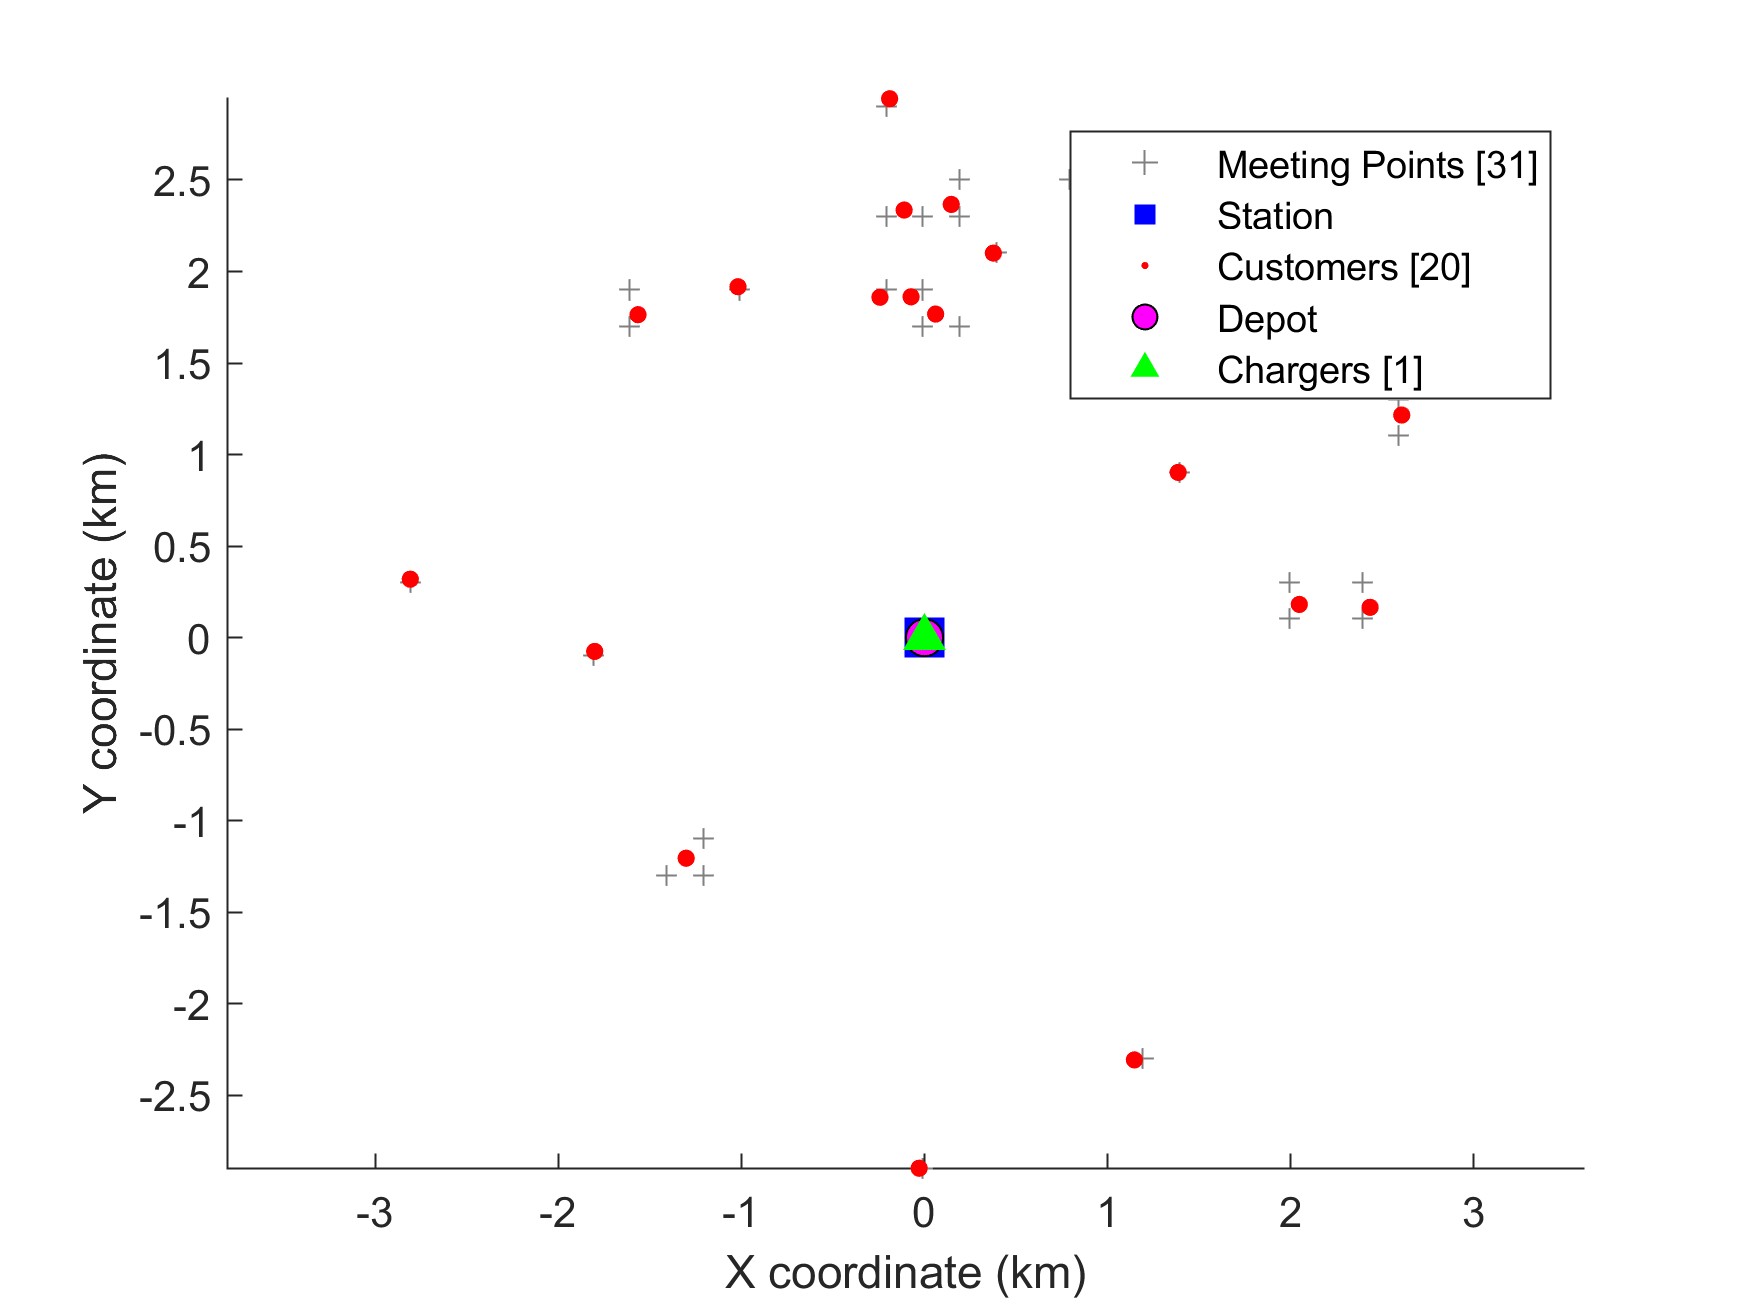 Meeting Points [31]
Station
Customers [20]
Depot
Chargers [1]
2.5
2
1.5
1
0.5
0
-0.5
-1
-1.5
-2
-2.5
Y coordinate (km)
-3 -2 -1 0 1 2 3
X coordinate (km)